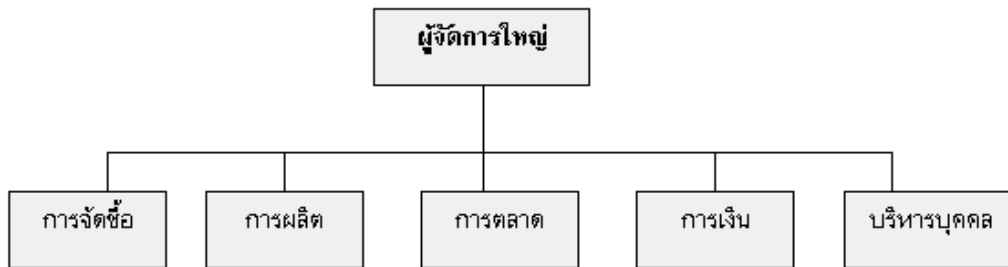 ผู้จัดการใหญ่
การจัดซื้อ
การผลิต
การตลาด
การเงิน
บริหารบุคคล